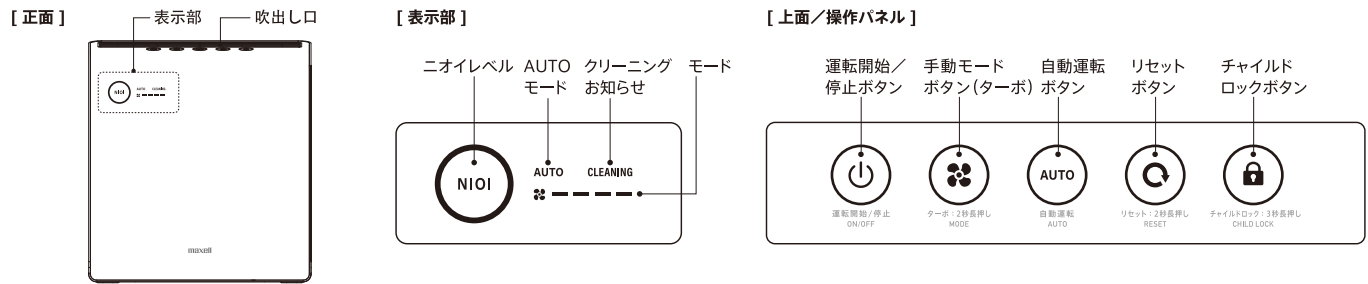 [ 正面 ]
表示部
吹出し口
NIOI
AUTO
CLEANING
maxell
[ 表示部 ]
ニオイレベル
AUTO
モード
クリーニング
お知らせ
モード
NIOI
AUTO
CLEANING
[ 上面／操作パネル ]
運転開始／
停止ボタン
手動モード
ボタン（ターボ）
自動運転
ボタン
リセット
ボタン
チャイルド
ロックボタン
AUTO
運転開始/停止
ON/OFF
ターボ：2秒長押し
MODE
自動運転
AUTO
リセット：2秒長押し
RESET
チャイルドロック：3秒長押し
CHILD LOCK